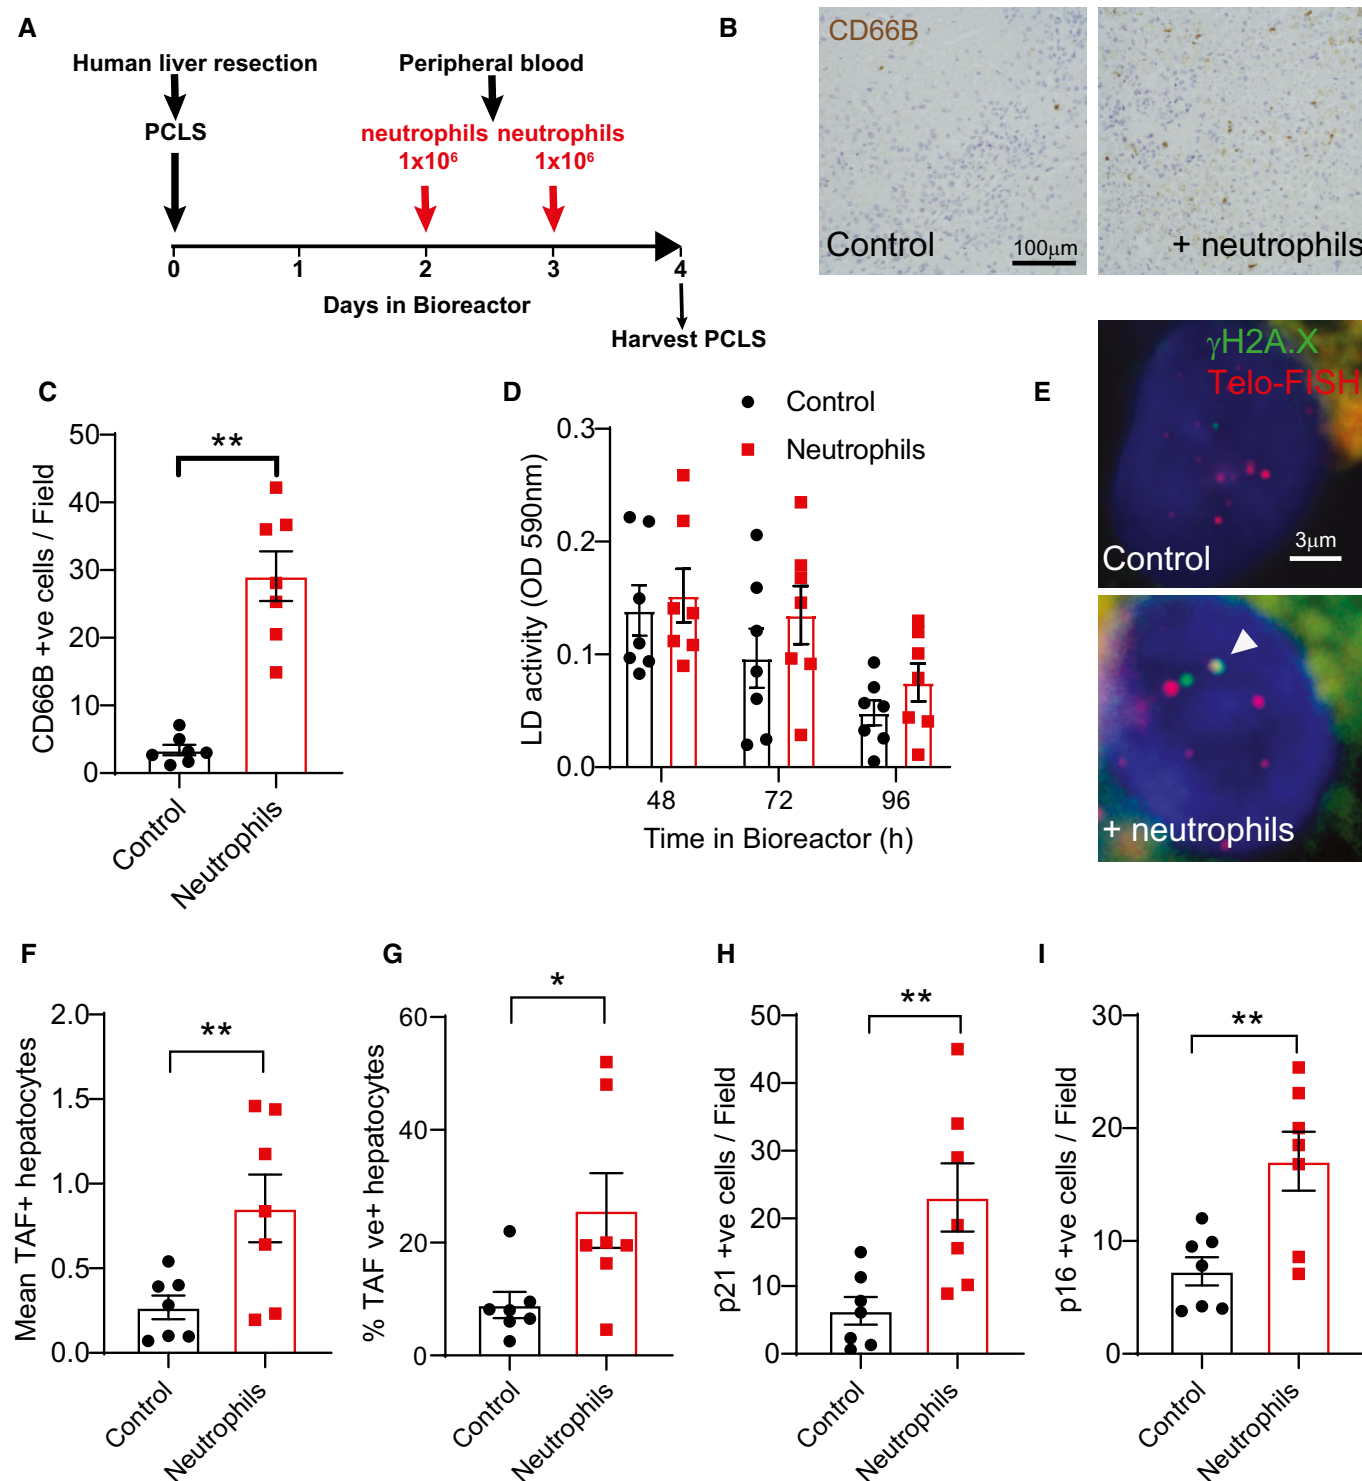 A
Human liver resection
Peripheral blood
PCLS
neutrophils neutrophils
1x10⁶ 1x10⁶
0 1 2 3 4
Days in Bioreactor
Harvest PCLS
B
CD66B
Control
100μm
+ neutrophils
C
**
CD66B +ve cells / Field
50
40
30
20
10
0
Control
Neutrophils
D
Control
Neutrophils
LD activity (OD 590nm)
0.3
0.2
0.1
0.0
48 72 96
Time in Bioreactor (h)
E
γH2A.X
Telo-FISH
Control
3μm
+ neutrophils
F
**
Mean TAF+ hepatocytes
2.0
1.5
1.0
0.5
0.0
Control
Neutrophils
G
*
% TAF ve+ hepatocytes
60
40
20
0
Control
Neutrophils
H
**
p21 +ve cells / Field
50
40
30
20
10
0
Control
Neutrophils
I
**
p16 +ve cells / Field
30
20
10
0
Control
Neutrophils